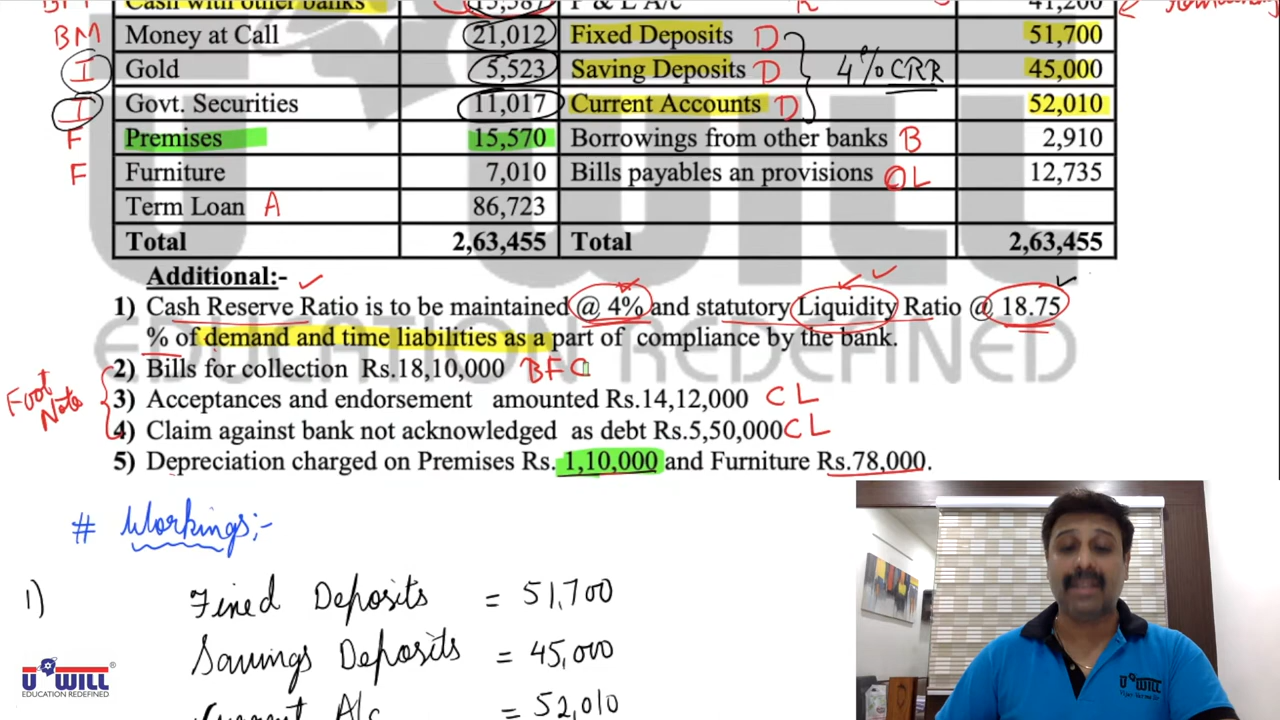 Cash with other banks 15,587 P & L A/c 41,200
BM Money at Call 21,012 Fixed Deposits D 51,700
I Gold 5,523 Saving Deposits D 4% CRR 45,000
I Govt. Securities 11,017 Current Accounts D 52,010
F Premises 15,570 Borrowings from other banks B 2,910
F Furniture 7,010 Bills payables an provisions OL 12,735
Term Loan A 86,723
Total 2,63,455 Total 2,63,455
Additional:-
1) Cash Reserve Ratio is to be maintained @ 4% and statutory Liquidity Ratio @ 18.75
% of demand and time liabilities as a part of compliance by the bank.
2) Bills for collection Rs.18,10,000 BFC
Foot Note
3) Acceptances and endorsement amounted Rs.14,12,000 CL
4) Claim against bank not acknowledged as debt Rs.5,50,000 CL
5) Depreciation charged on Premises Rs. 1,10,000 and Furniture Rs.78,000.
# Workings:-
1) Fixed Deposits = 51,700
Savings Deposits = 45,000
Current A/c = 52,010
U WILL
EDUCATION REDEFINED
U WILL
EDUCATION REDEFINED
U WILL